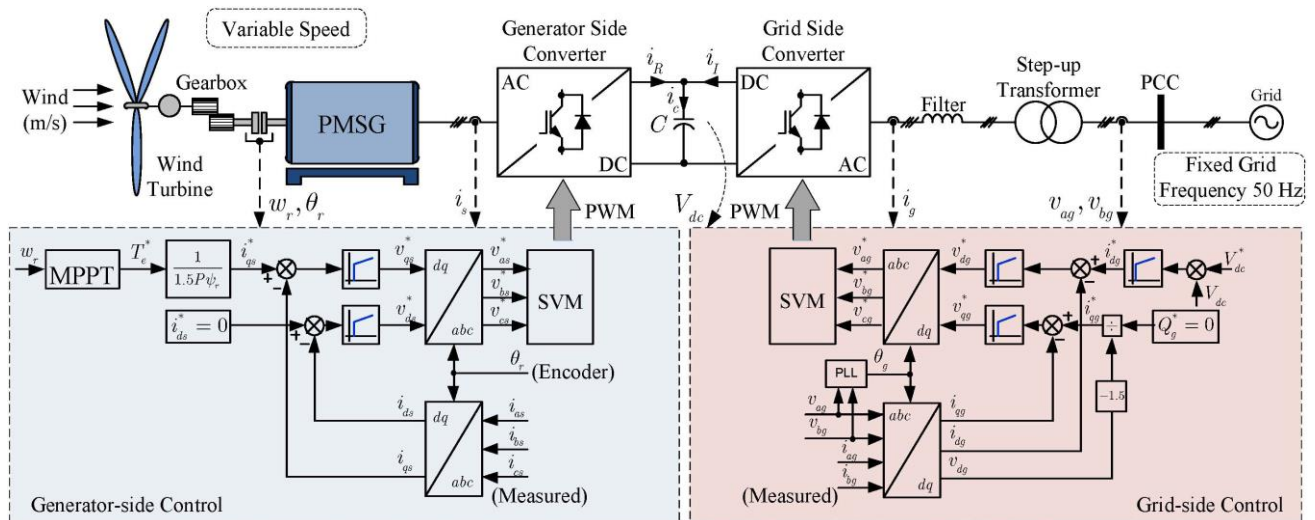 Variable Speed
Generator Side
Converter
Grid Side
Converter
Wind
(m/s)
Gearbox
Wind
Turbine
PMSG
AC
DC
i_R
i_I
i_c
C
DC
AC
Filter
Step-up
Transformer
PCC
Grid
Fixed Grid
Frequency 50 Hz
w_r, θ_r
i_s
PWM
V_dc
PWM
i_g
v_ag, v_bg
w_r
MPPT
T_e^*
1
1.5Pψ_r
i_qs^*
+
−
v_qs^*
dq
abc
v_as^*
v_bs^*
v_cs^*
SVM
i_ds^* = 0
+
−
v_ds^*
θ_r (Encoder)
i_ds
i_qs
dq
abc
i_as
i_bs
i_cs
(Measured)
Generator-side Control
SVM
v_ag^*
v_bg^*
v_cg^*
abc
dq
v_dg^*
v_qg^*
+
−
i_dg^*
V_dc^*
V_dc
+
−
i_qg^*
÷
Q_g^* = 0
−1.5
PLL
θ_g
v_ag
v_bg
i_ag
i_bg
abc
dq
i_qg
i_dg
v_dg
(Measured)
Grid-side Control